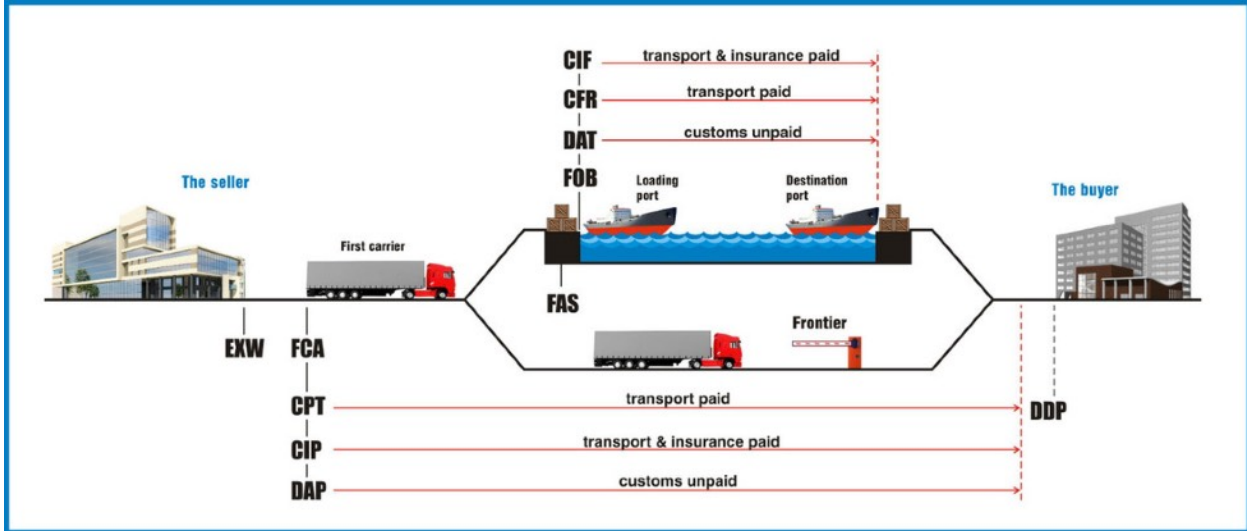 CIF
transport & insurance paid
CFR
transport paid
DAT
customs unpaid
FOB
The seller
Loading
port
Destination
port
The buyer
First carrier
FAS
EXW
FCA
Frontier
CPT
transport paid
DDP
CIP
transport & insurance paid
DAP
customs unpaid